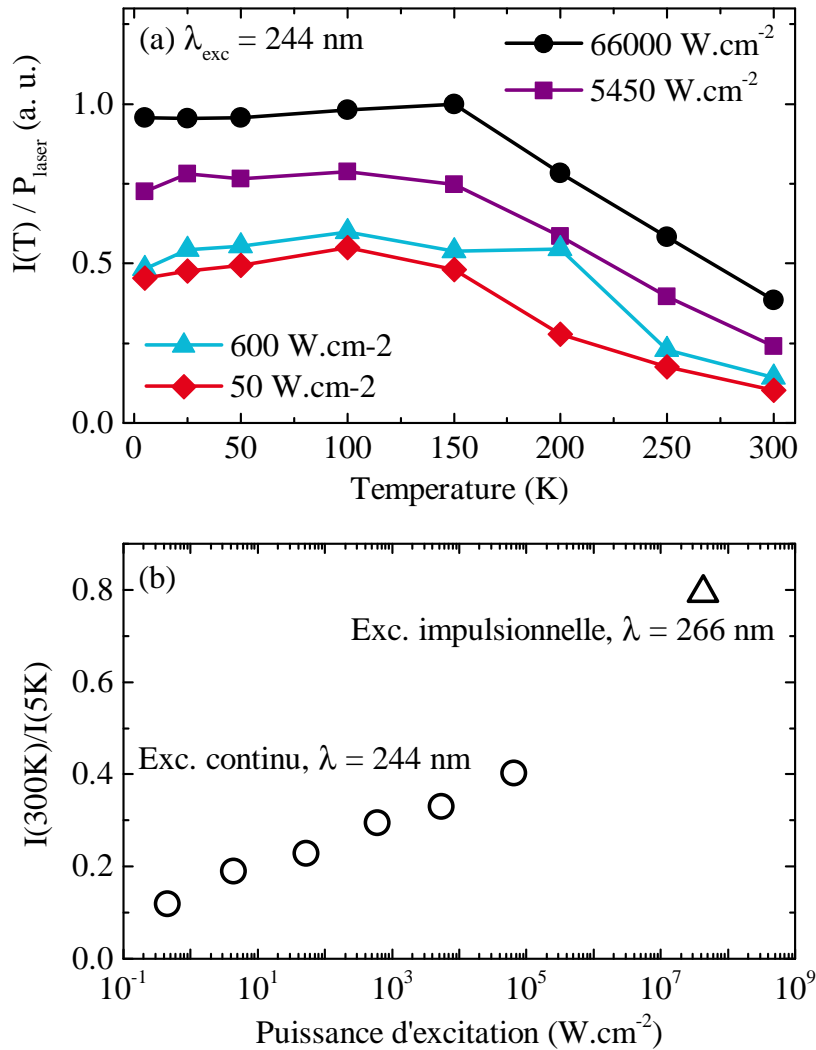 (a) λexc = 244 nm
66000 W.cm-2
5450 W.cm-2
600 W.cm-2
50 W.cm-2
I(T) / Plaser (a. u.)
1.0
0.5
0.0
0 50 100 150 200 250 300
Temperature (K)
(b)
Exc. impulsionnelle, λ = 266 nm
Exc. continu, λ = 244 nm
I(300K)/I(5K)
0.8
0.6
0.4
0.2
0.0
10-1 101 103 105 107 109
Puissance d'excitation (W.cm-2)